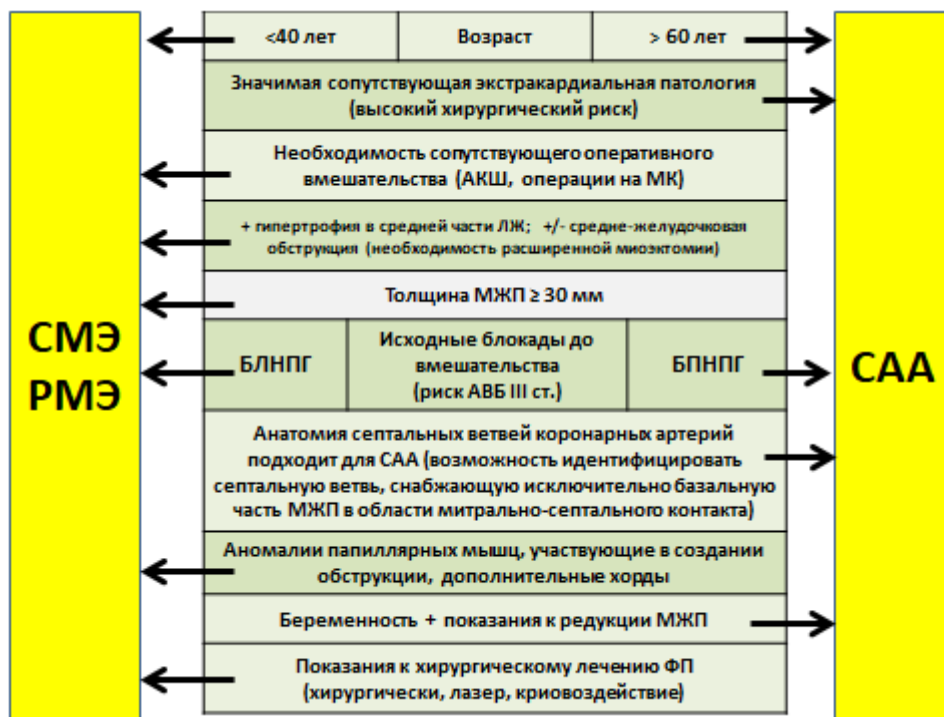 <40 лет Возраст > 60 лет
Значимая сопутствующая экстракардиальная патология
(высокий хирургический риск)
Необходимость сопутствующего оперативного
вмешательства (АКШ, операции на МК)
+ гипертрофия в средней части ЛЖ; +/- средне-желудочковая
обструкция (необходимость расширенной миоэктомии)
Толщина МЖП ≥ 30 мм
СМЭ
РМЭ
БЛНПГ
Исходные блокады до
вмешательства
(риск АВБ III ст.)
БПНПГ
САА
Анатомия септальных ветвей коронарных артерий
подходит для САА (возможность идентифицировать
септальную ветвь, снабжающую исключительно базальную
часть МЖП в области митрально-септального контакта)
Аномалии папиллярных мышц, участвующие в создании
обструкции, дополнительные хорды
Беременность + показания к редукции МЖП
Показания к хирургическому лечению ФП
(хирургически, лазер, криовоздействие)